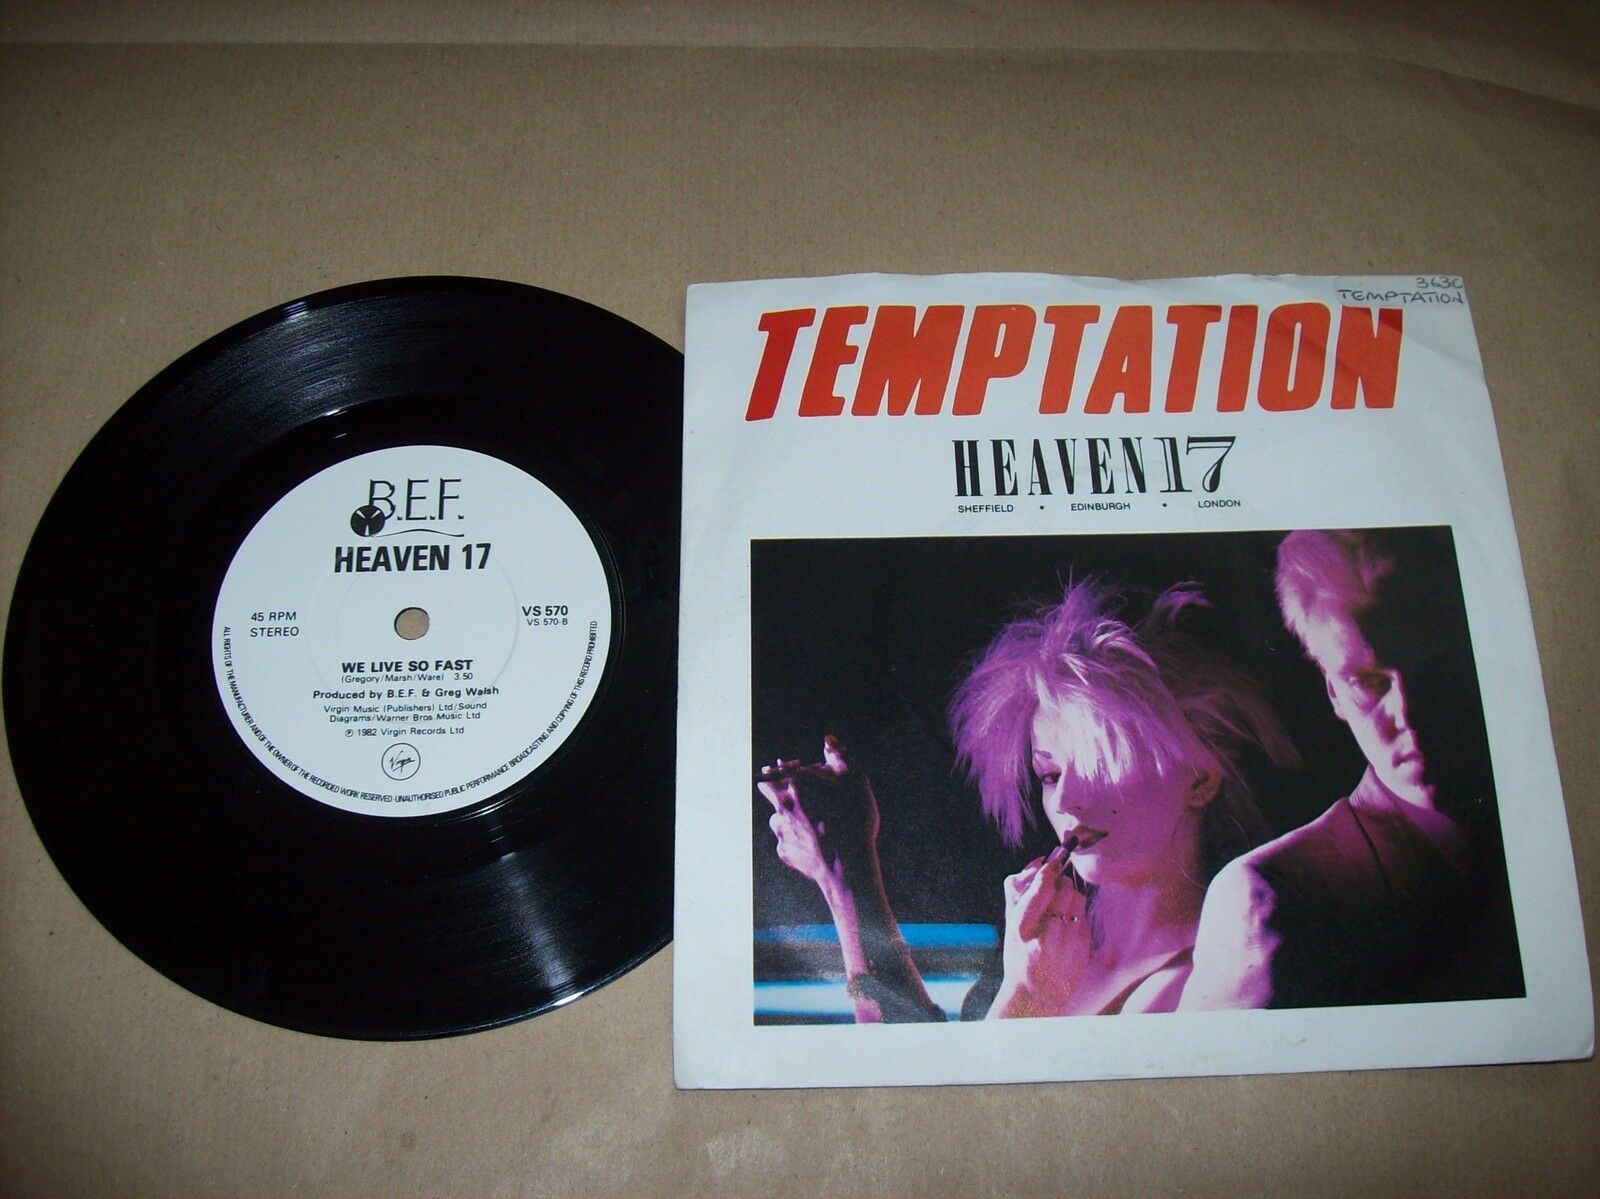 B.E.F.
HEAVEN 17
45 RPM
STEREO
VS 570
VS 570-B
WE LIVE SO FAST
(Gregory/Marsh/Ware) 3.50
Produced by B.E.F. & Greg Walsh
Virgin Music (Publishers) Ltd/Sound
Diagrams/Warner Bros Music Ltd
℗ 1982 Virgin Records Ltd
Virgin
ALL RIGHTS OF THE MANUFACTURER AND OF THE OWNER OF THE RECORDED WORK RESERVED · UNAUTHORISED PUBLIC PERFORMANCE BROADCASTING AND COPYING OF THIS RECORD PROHIBITED
363C
TEMPTATION
TEMPTATION
HEAVEN 17
SHEFFIELD • EDINBURGH • LONDON